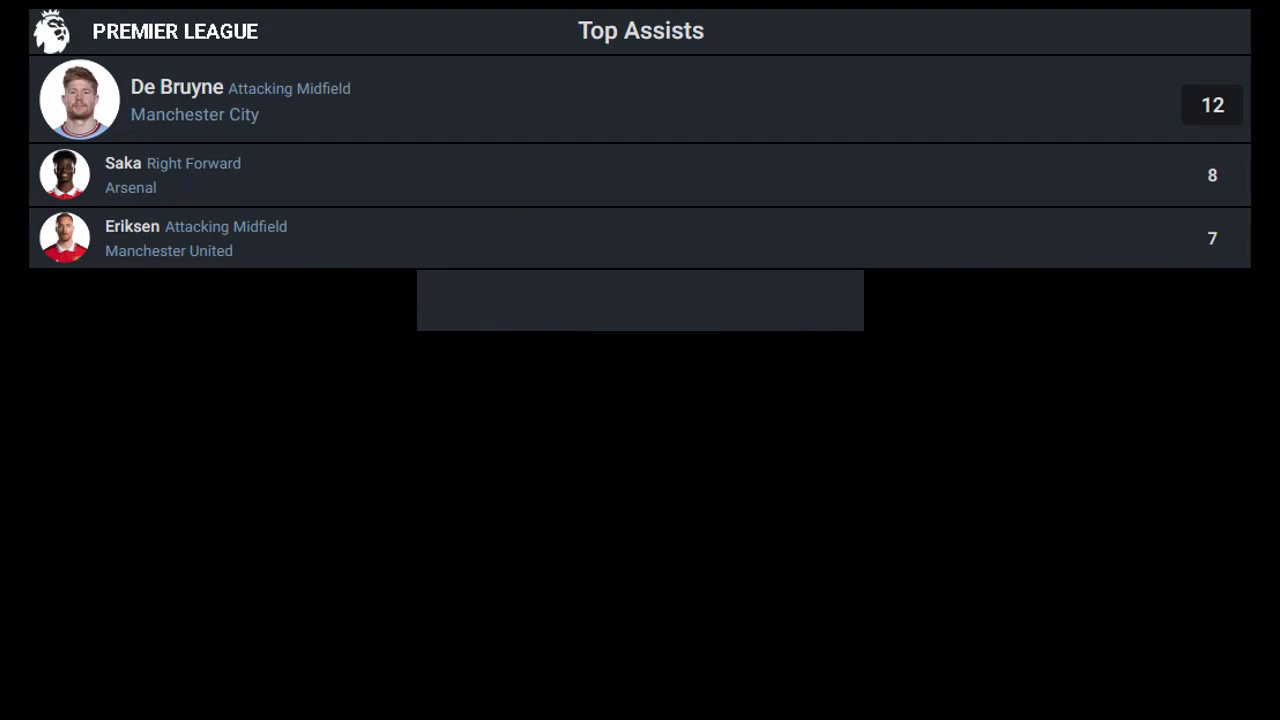 PREMIER LEAGUE
Top Assists
De Bruyne Attacking Midfield
Manchester City
12
Saka Right Forward
Arsenal
8
Eriksen Attacking Midfield
Manchester United
7